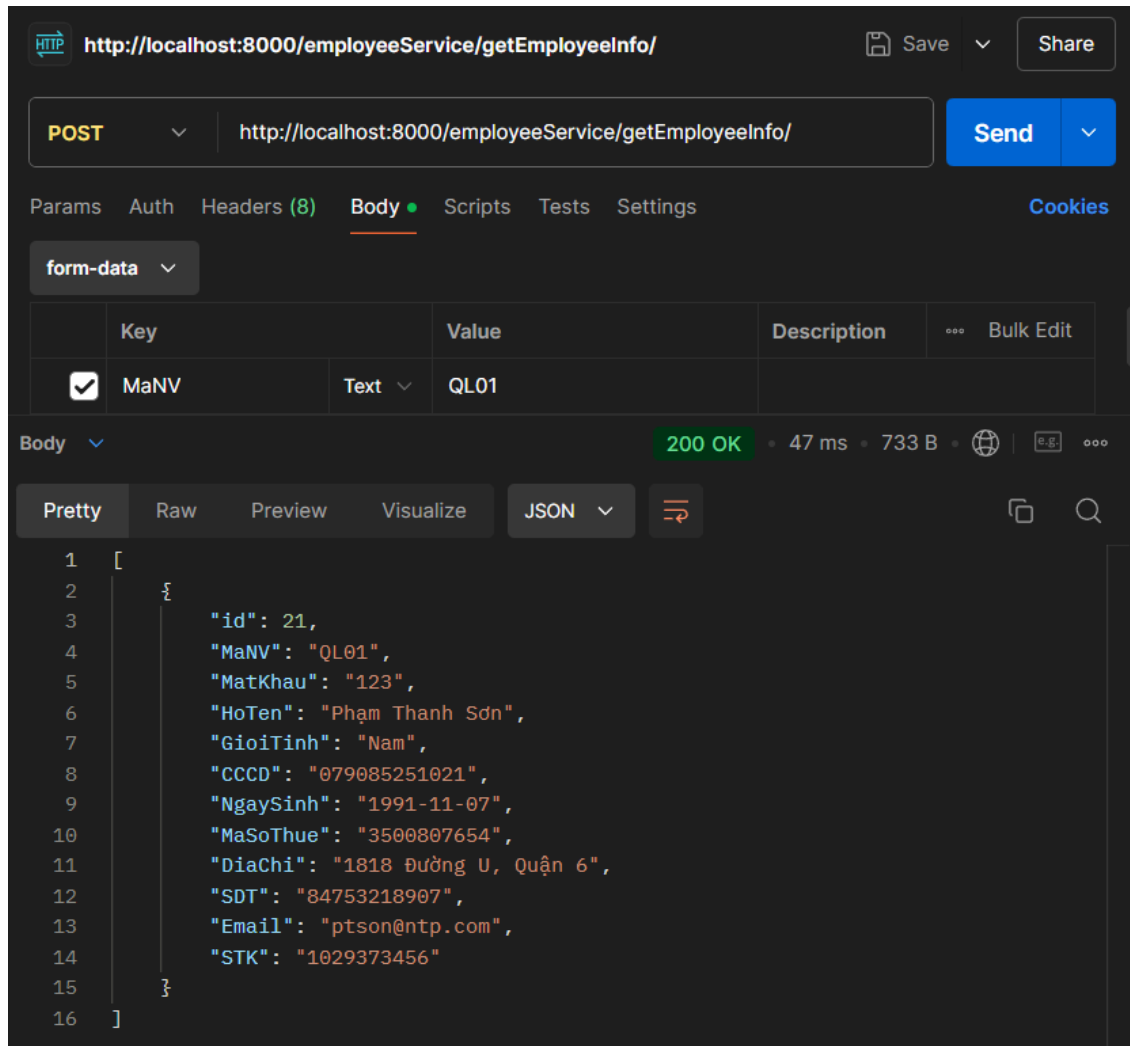 HTTP http://localhost:8000/employeeService/getEmployeeInfo/ Save Share
POST http://localhost:8000/employeeService/getEmployeeInfo/ Send
Params Auth Headers (8) Body Scripts Tests Settings Cookies
form-data
Key Value Description Bulk Edit
MaNV Text QL01
Body 200 OK 47 ms 733 B e.g.
Pretty Raw Preview Visualize JSON
1 [
2 {
3 "id": 21,
4 "MaNV": "QL01",
5 "MatKhau": "123",
6 "HoTen": "Phạm Thanh Sơn",
7 "GioiTinh": "Nam",
8 "CCCD": "079085251021",
9 "NgaySinh": "1991-11-07",
10 "MaSoThue": "3500807654",
11 "DiaChi": "1818 Đường U, Quận 6",
12 "SDT": "84753218907",
13 "Email": "ptson@ntp.com",
14 "STK": "1029373456"
15 }
16 ]